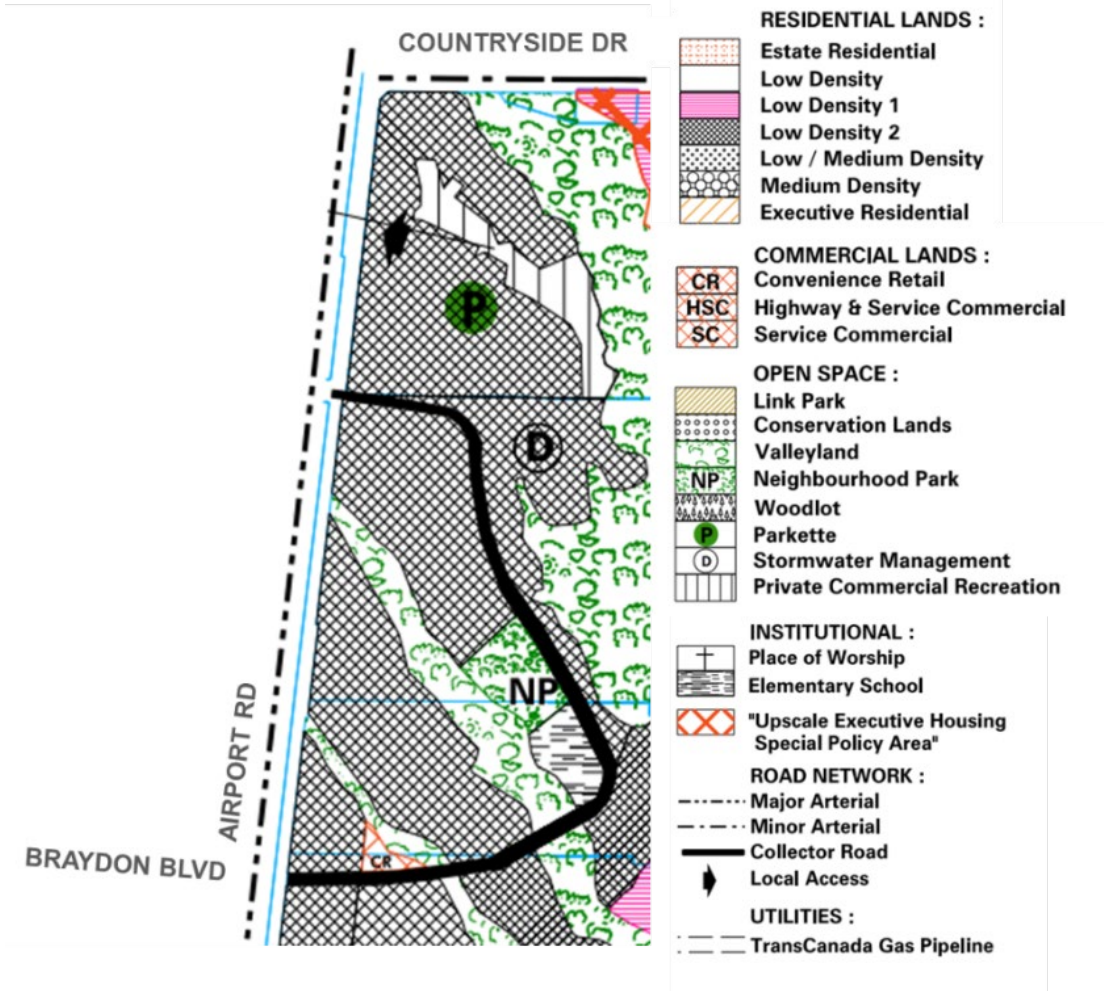 COUNTRYSIDE DR
P
D
NP
AIRPORT RD
CR
BRAYDON BLVD
RESIDENTIAL LANDS :
Estate Residential
Low Density
Low Density 1
Low Density 2
Low / Medium Density
Medium Density
Executive Residential
COMMERCIAL LANDS :
CR Convenience Retail
HSC Highway & Service Commercial
SC Service Commercial
OPEN SPACE :
Link Park
Conservation Lands
Valleyland
NP Neighbourhood Park
Woodlot
P Parkette
D Stormwater Management
Private Commercial Recreation
INSTITUTIONAL :
Place of Worship
Elementary School
"Upscale Executive Housing
Special Policy Area"
ROAD NETWORK :
Major Arterial
Minor Arterial
Collector Road
Local Access
UTILITIES :
TransCanada Gas Pipeline